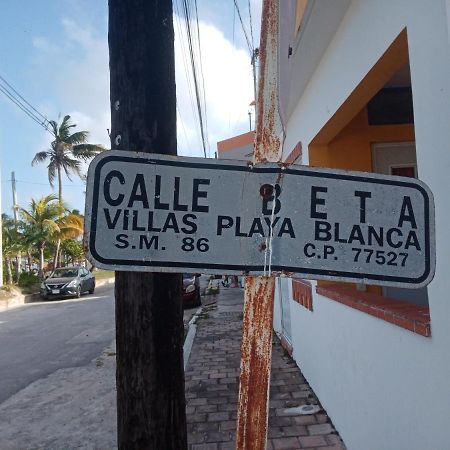 CALLE BETA
VILLAS PLAYA BLANCA
S.M. 86 C.P. 77527